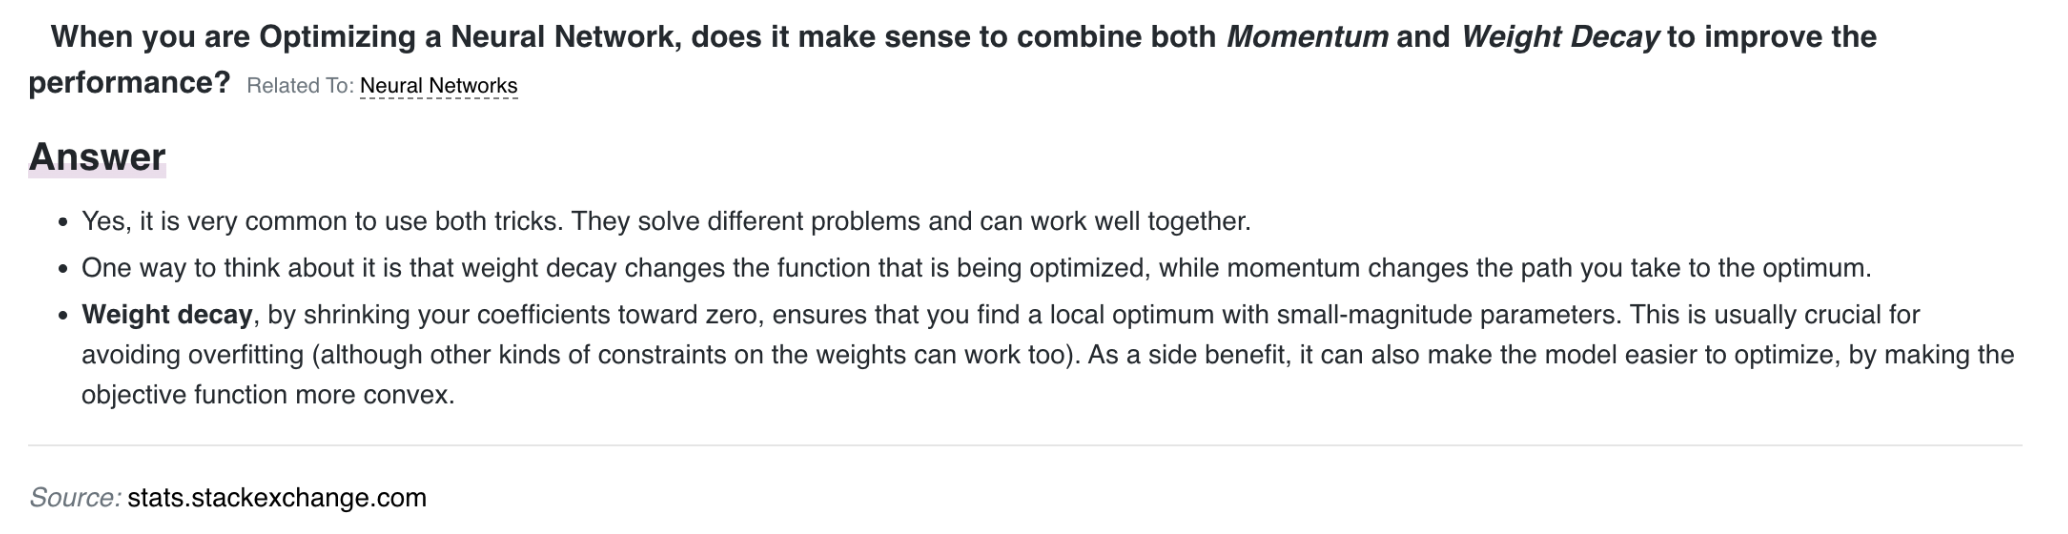 When you are Optimizing a Neural Network, does it make sense to combine both Momentum and Weight Decay to improve the
performance? Related To: Neural Networks
Answer
• Yes, it is very common to use both tricks. They solve different problems and can work well together.
• One way to think about it is that weight decay changes the function that is being optimized, while momentum changes the path you take to the optimum.
• Weight decay, by shrinking your coefficients toward zero, ensures that you find a local optimum with small-magnitude parameters. This is usually crucial for
avoiding overfitting (although other kinds of constraints on the weights can work too). As a side benefit, it can also make the model easier to optimize, by making the
objective function more convex.
Source: stats.stackexchange.com